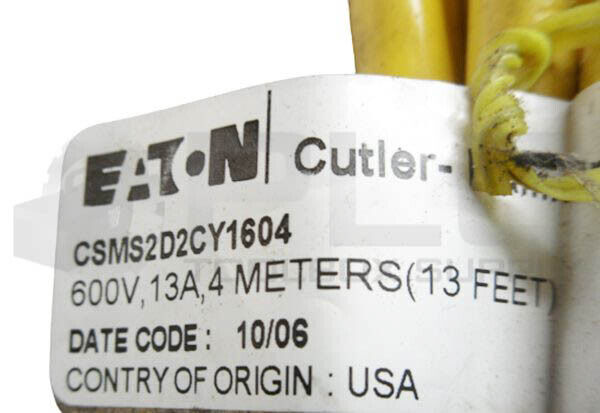 EATON | Cutler-
CSMS2D2CY1604
600V,13A,4 METERS(13 FEET)
DATE CODE : 10/06
CONTRY OF ORIGIN : USA